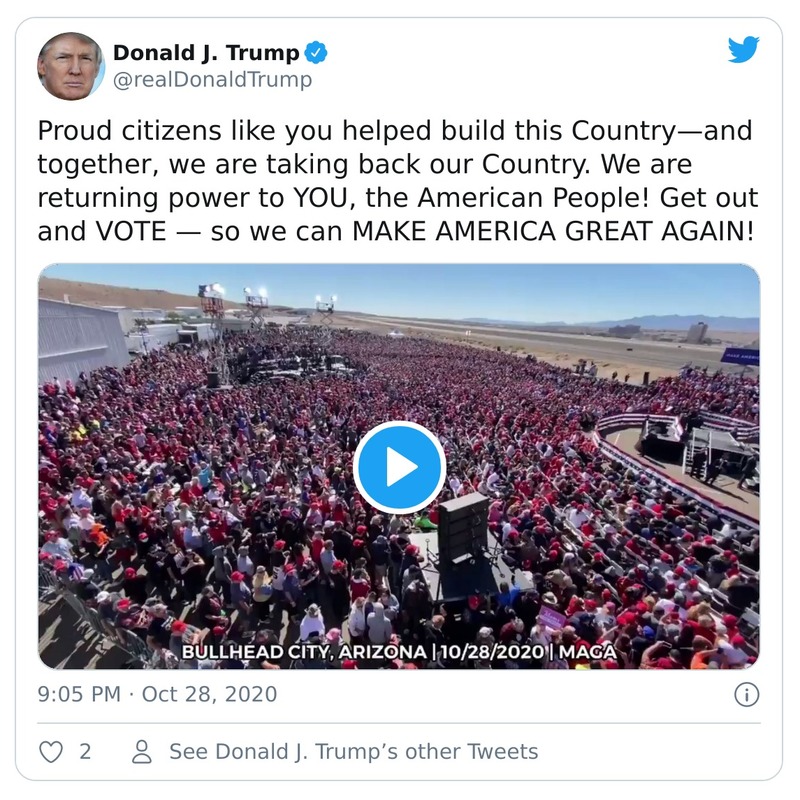 Donald J. Trump
@realDonaldTrump
Proud citizens like you helped build this Country—and
together, we are taking back our Country. We are
returning power to YOU, the American People! Get out
and VOTE — so we can MAKE AMERICA GREAT AGAIN!
BULLHEAD CITY, ARIZONA | 10/28/2020 | MAGA
9:05 PM · Oct 28, 2020
2
See Donald J. Trump’s other Tweets